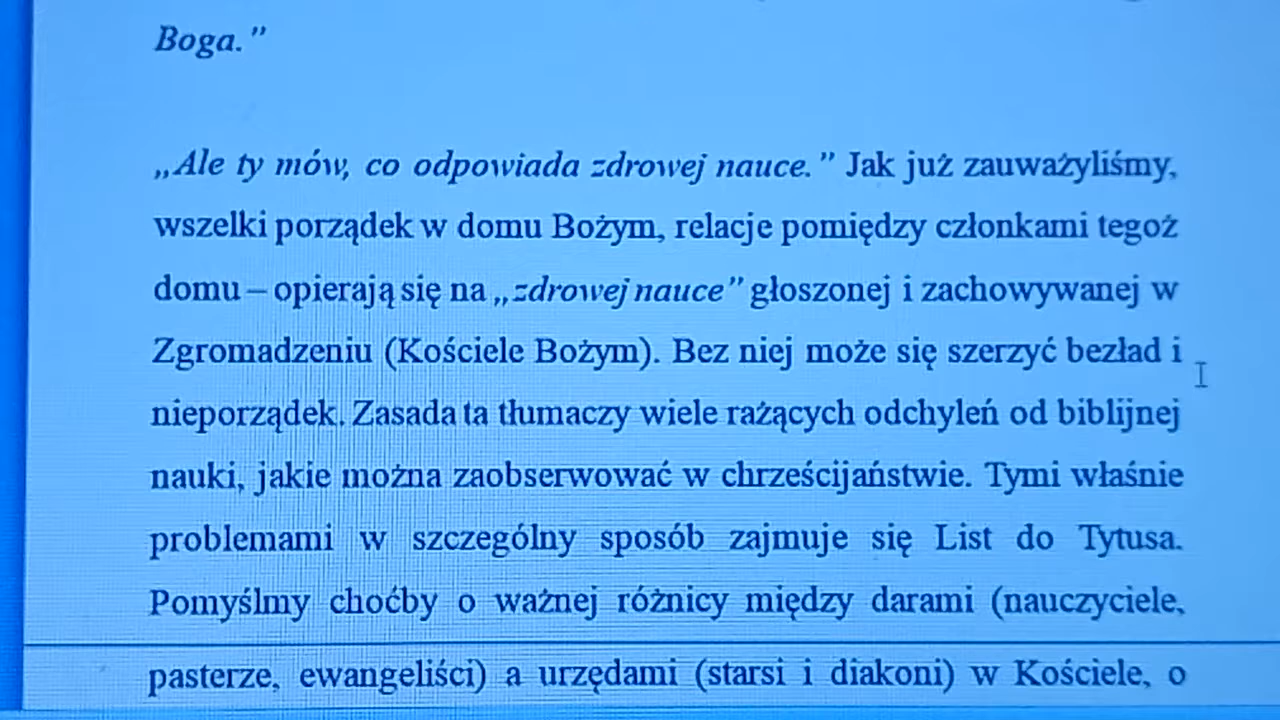 Boga.”
„Ale ty mów, co odpowiada zdrowej nauce.” Jak już zauważyliśmy,
wszelki porządek w domu Bożym, relacje pomiędzy członkami tegoż
domu – opierają się na „zdrowej nauce” głoszonej i zachowywanej w
Zgromadzeniu (Kościele Bożym). Bez niej może się szerzyć bezład i
nieporządek. Zasada ta tłumaczy wiele rażących odchyleń od biblijnej
nauki, jakie można zaobserwować w chrześcijaństwie. Tymi właśnie
problemami w szczególny sposób zajmuje się List do Tytusa.
Pomyślmy choćby o ważnej różnicy między darami (nauczyciele,
pasterze, ewangeliści) a urzędami (starsi i diakoni) w Kościele, o